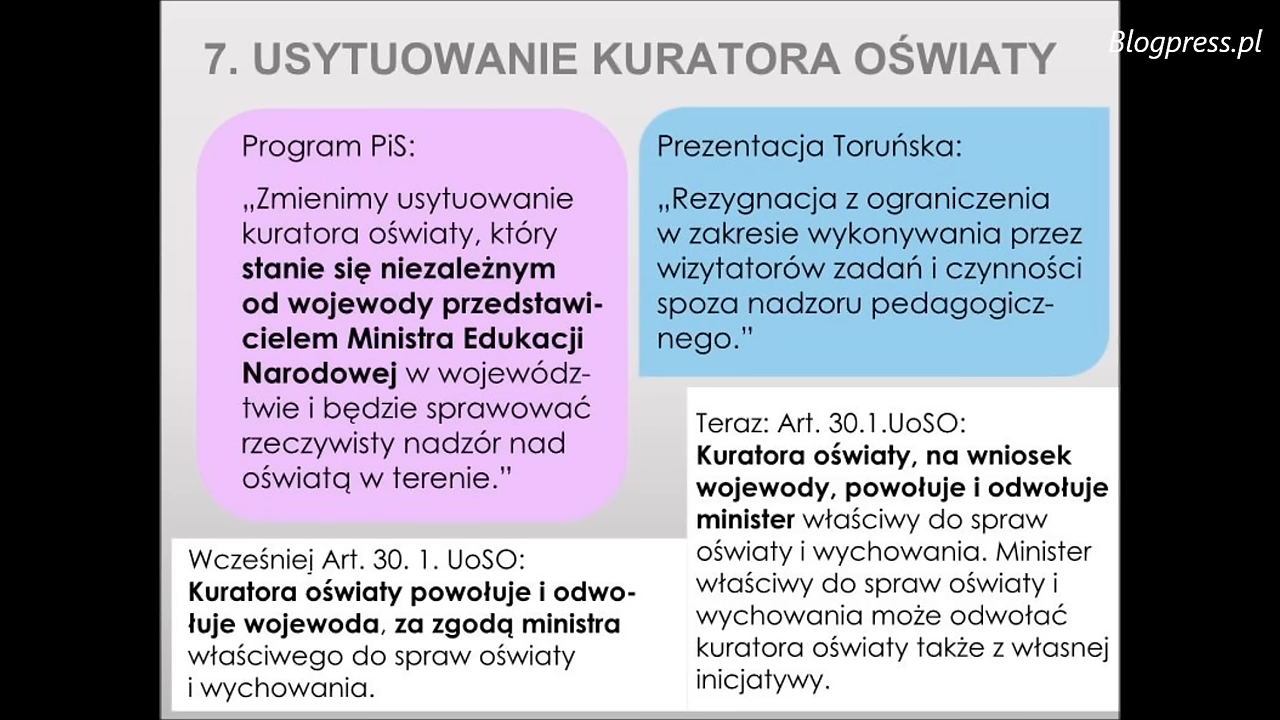 Blogpress.pl
7. USYTUOWANIE KURATORA OŚWIATY
Program PiS:
„Zmienimy usytuowanie
kuratora oświaty, który
stanie się niezależnym
od wojewody przedstawi-
cielem Ministra Edukacji
Narodowej w wojewódz-
twie i będzie sprawować
rzeczywisty nadzór nad
oświatą w terenie.”
Prezentacja Toruńska:
„Rezygnacja z ograniczenia
w zakresie wykonywania przez
wizytatorów zadań i czynności
spoza nadzoru pedagogicz-
nego.”
Wcześniej Art. 30. 1. UoSO:
Kuratora oświaty powołuje i odwo-
łuje wojewoda, za zgodą ministra
właściwego do spraw oświaty
i wychowania.
Teraz: Art. 30.1.UoSO:
Kuratora oświaty, na wniosek
wojewody, powołuje i odwołuje
minister właściwy do spraw
oświaty i wychowania. Minister
właściwy do spraw oświaty i
wychowania może odwołać
kuratora oświaty także z własnej
inicjatywy.